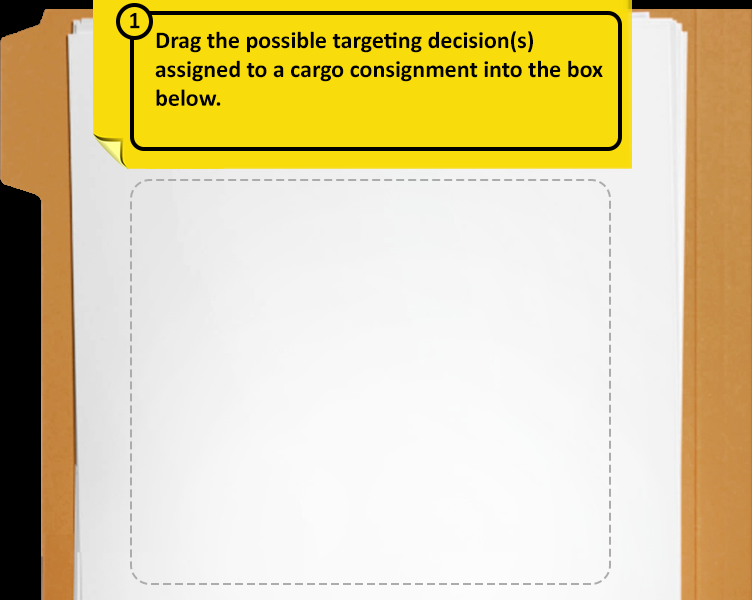 1
Drag the possible targeting decision(s)
assigned to a cargo consignment into the box
below.